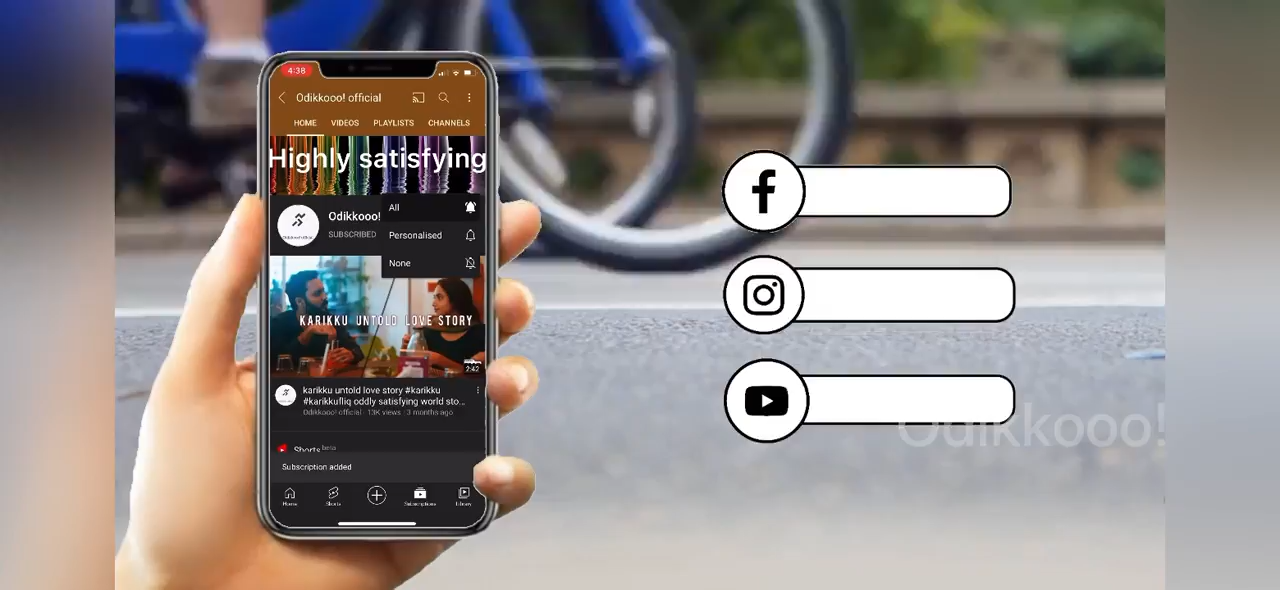 4:38
Odikkooo! official
HOME VIDEOS PLAYLISTS CHANNELS
Highly satisfying
All
Odikkooo!
Personalised
SUBSCRIBED
None
KARIKKU UNTOLD LOVE STORY
2:42
karikku untold love story #karikku
#karikkufliq oddly satisfying world sto...
Odikkooo! official · 13K views · 3 months ago
Shorts beta
Subscription added
Home Shorts Subscriptions Library
Odikkooo!